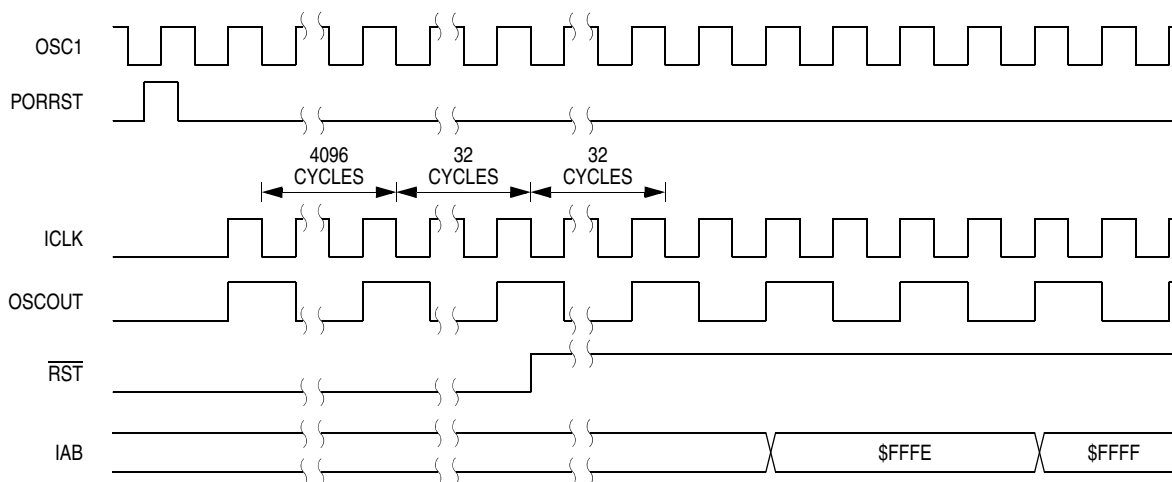 OSC1
PORRST
4096
CYCLES
32
CYCLES
32
CYCLES
ICLK
OSCOUT
RST
IAB
$FFFE
$FFFF